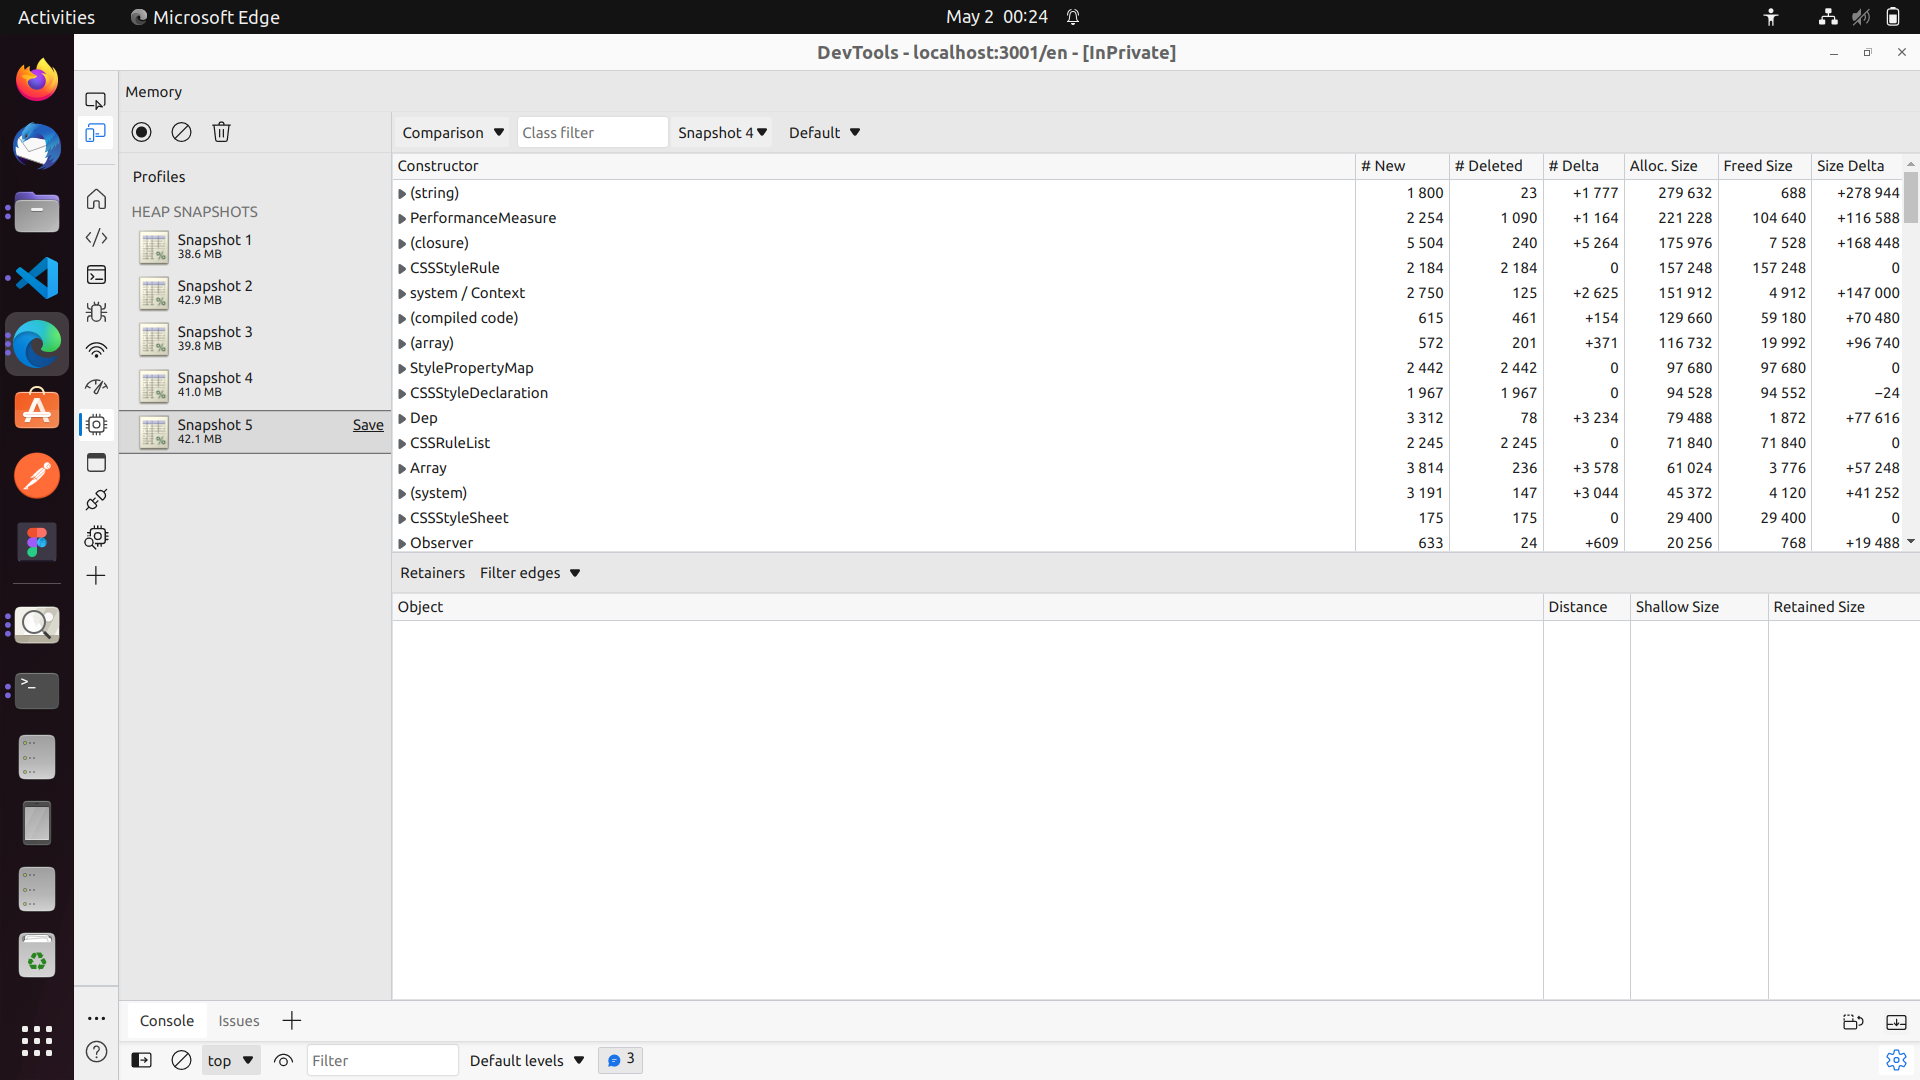 Activities
Microsoft Edge
May 2 00:24
DevTools - localhost:3001/en - [InPrivate]
Memory
Comparison Class filter Snapshot 4 Default
Profiles
HEAP SNAPSHOTS
Snapshot 1
38.6 MB
Snapshot 2
42.9 MB
Snapshot 3
39.8 MB
Snapshot 4
41.0 MB
Snapshot 5 Save
42.1 MB
Constructor # New # Deleted # Delta Alloc. Size Freed Size Size Delta
(string) 1 800 23 +1 777 279 632 688 +278 944
PerformanceMeasure 2 254 1 090 +1 164 221 228 104 640 +116 588
(closure) 5 504 240 +5 264 175 976 7 528 +168 448
CSSStyleRule 2 184 2 184 0 157 248 157 248 0
system / Context 2 750 125 +2 625 151 912 4 912 +147 000
(compiled code) 615 461 +154 129 660 59 180 +70 480
(array) 572 201 +371 116 732 19 992 +96 740
StylePropertyMap 2 442 2 442 0 97 680 97 680 0
CSSStyleDeclaration 1 967 1 967 0 94 528 94 552 −24
Dep 3 312 78 +3 234 79 488 1 872 +77 616
CSSRuleList 2 245 2 245 0 71 840 71 840 0
Array 3 814 236 +3 578 61 024 3 776 +57 248
(system) 3 191 147 +3 044 45 372 4 120 +41 252
CSSStyleSheet 175 175 0 29 400 29 400 0
Observer 633 24 +609 20 256 768 +19 488
Retainers Filter edges
Object Distance Shallow Size Retained Size
Console Issues
top Filter Default levels 3